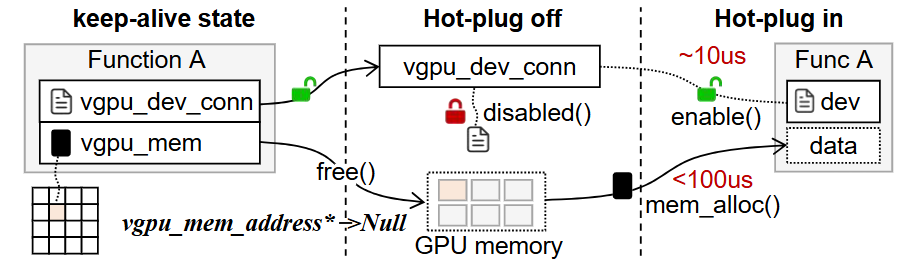 keep-alive state
Hot-plug off
Hot-plug in
Function A
vgpu_dev_conn
vgpu_mem
vgpu_dev_conn
disabled()
~10us
enable()
Func A
dev
data
free()
<100us
mem_alloc()
vgpu_mem_address* ->Null
GPU memory